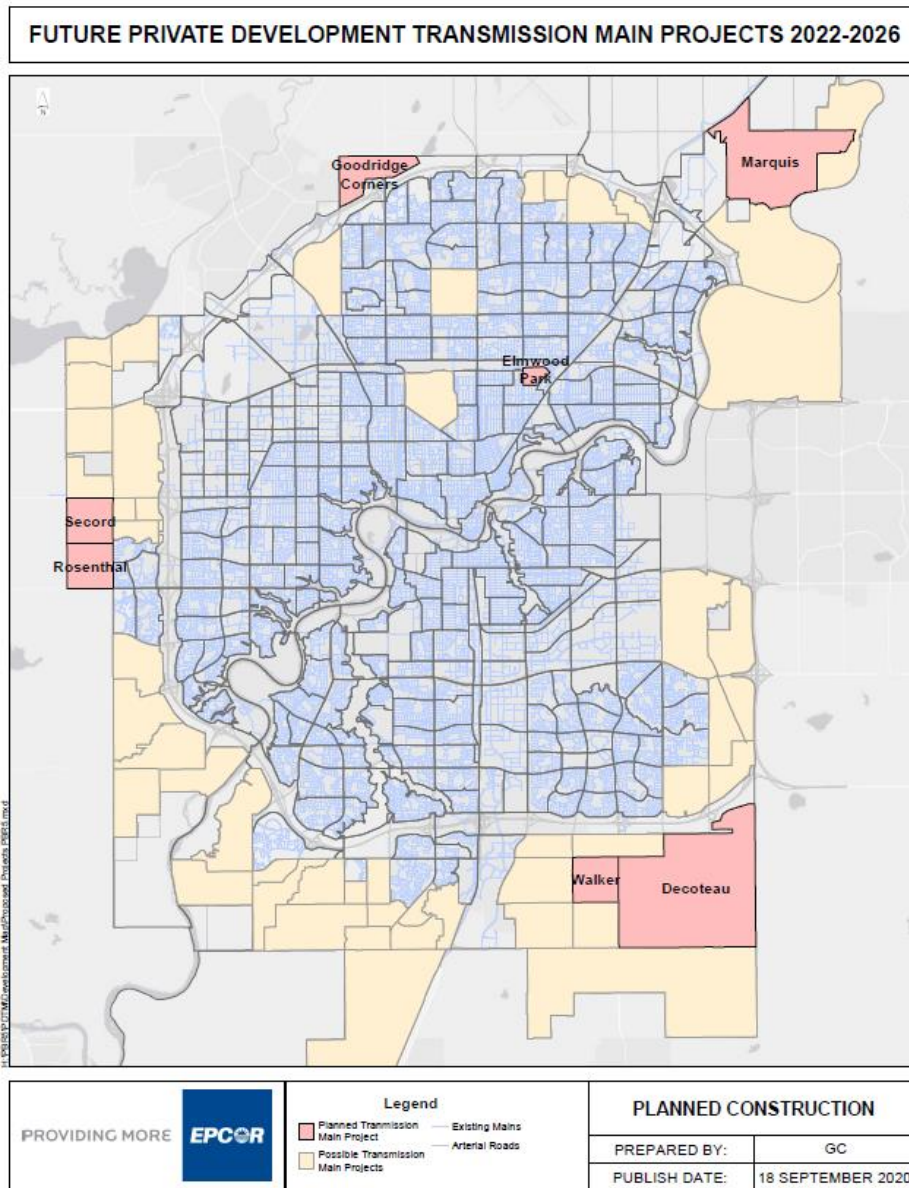 FUTURE PRIVATE DEVELOPMENT TRANSMISSION MAIN PROJECTS 2022-2026
N
Goodridge
Corners
Marquis
Elmwood
Park
Secord
Rosenthal
Walker
Decoteau
PROVIDING MORE
EPCOR
Legend
Planned Tranmission
Main Project
Possible Transmission
Main Projects
Existing Mains
Arterial Roads
PLANNED CONSTRUCTION
PREPARED BY:
GC
PUBLISH DATE:
18 SEPTEMBER 2020